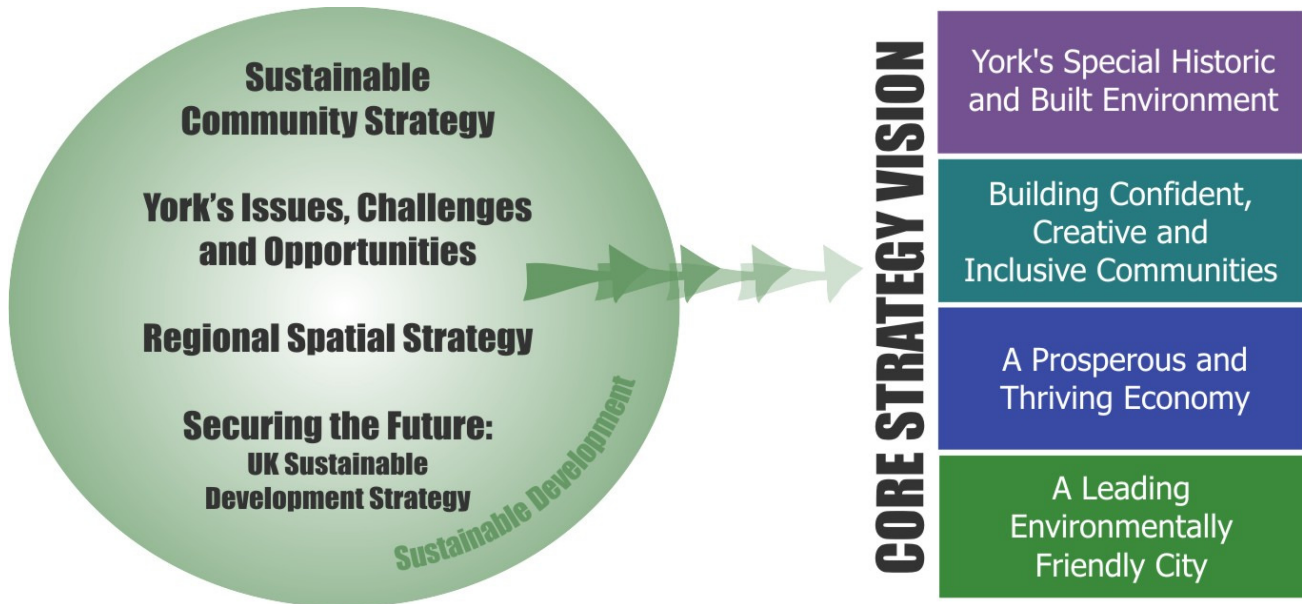 Sustainable
Community Strategy
York's Issues, Challenges
and Opportunities
Regional Spatial Strategy
Securing the Future:
UK Sustainable
Development Strategy
Sustainable Development
CORE STRATEGY VISION
York's Special Historic
and Built Environment
Building Confident,
Creative and
Inclusive Communities
A Prosperous and
Thriving Economy
A Leading
Environmentally
Friendly City